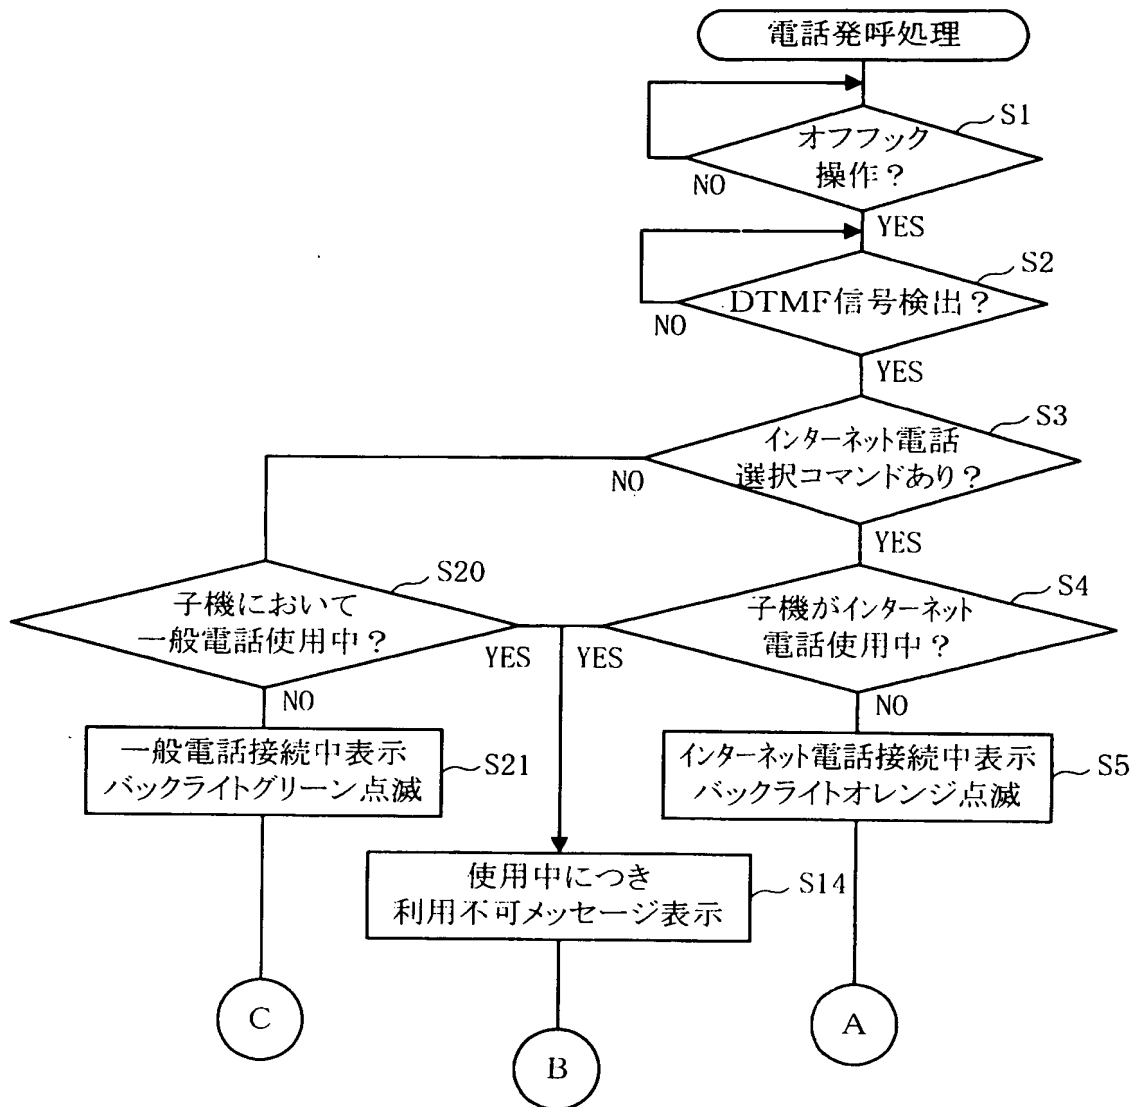 電話発呼処理
S1
オフフック
操作？
NO
YES
S2
DTMF信号検出？
NO
YES
S3
インターネット電話
選択コマンドあり？
NO
YES
S20
子機において
一般電話使用中？
YES
NO
S4
子機がインターネット
電話使用中？
YES
NO
一般電話接続中表示
バックライトグリーン点滅
S21
インターネット電話接続中表示
バックライトオレンジ点滅
S5
使用中につき
利用不可メッセージ表示
S14
C
B
A